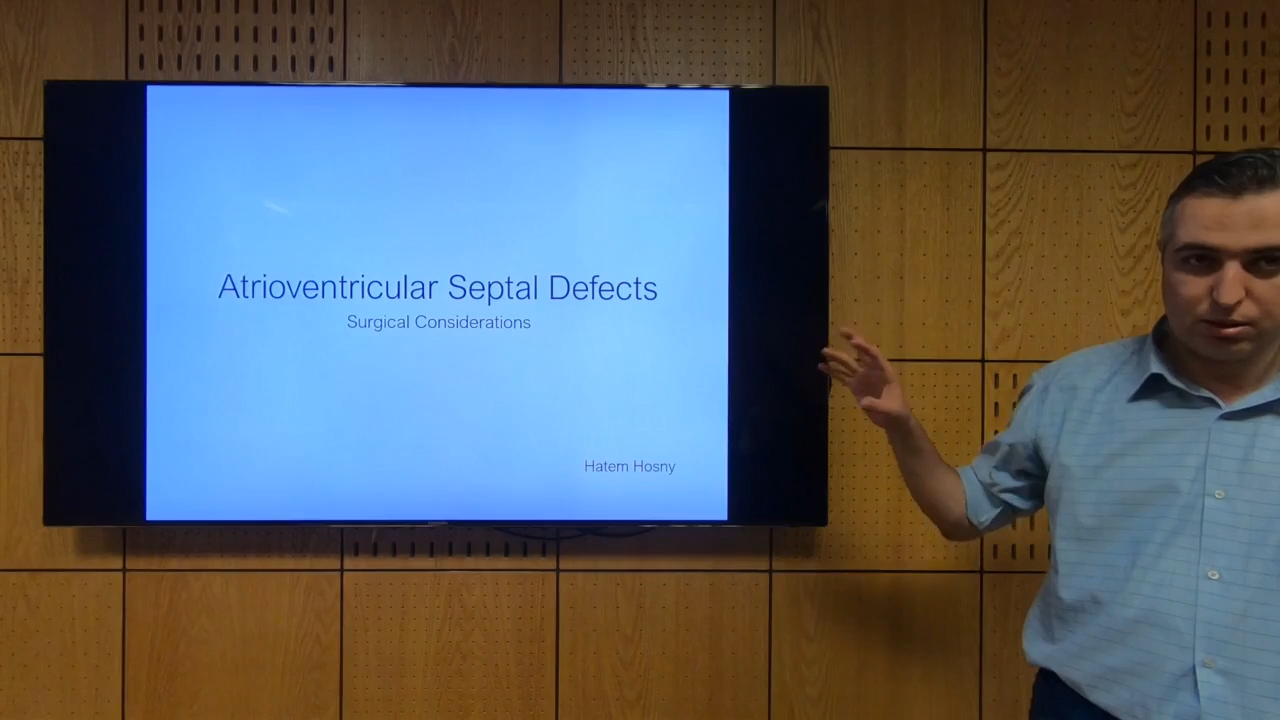 Atrioventricular Septal Defects
Surgical Considerations
Hatem Hosny